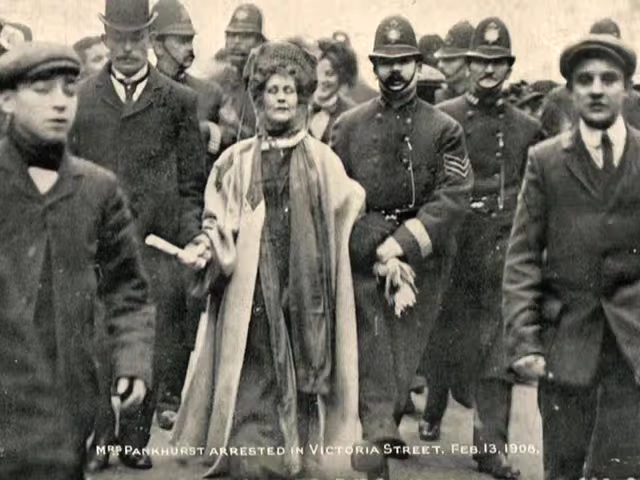 MRS PANKHURST ARRESTED IN VICTORIA STREET. FEB. 13, 1908.